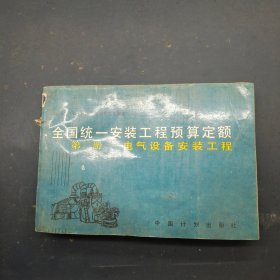 全国统一安装工程预算定额
第二册 电气设备安装工程
中国计划出版社